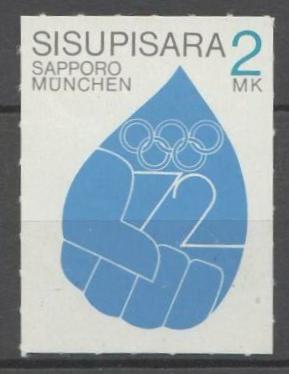 SISUPISARA 2
SAPPORO MK
MÜNCHEN
72